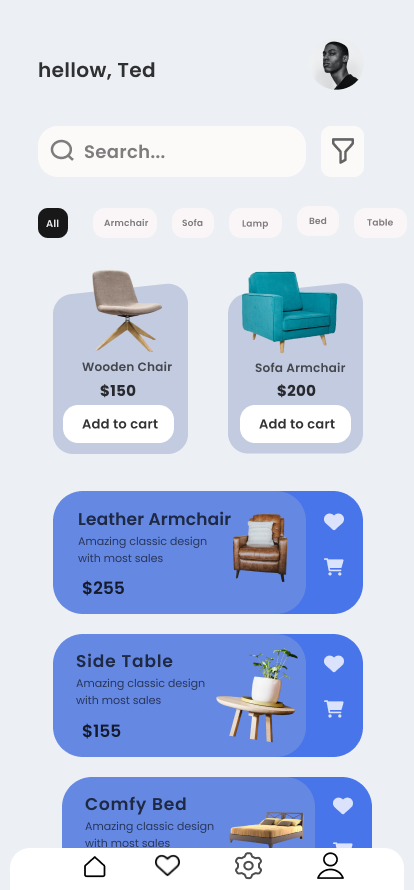 hellow, Ted
Search...
All Armchair Sofa Lamp Bed Table
Wooden Chair
$150
Add to cart
Sofa Armchair
$200
Add to cart
Leather Armchair
Amazing classic design
with most sales
$255
Side Table
Amazing classic design
with most sales
$155
Comfy Bed
Amazing classic design
with most sales